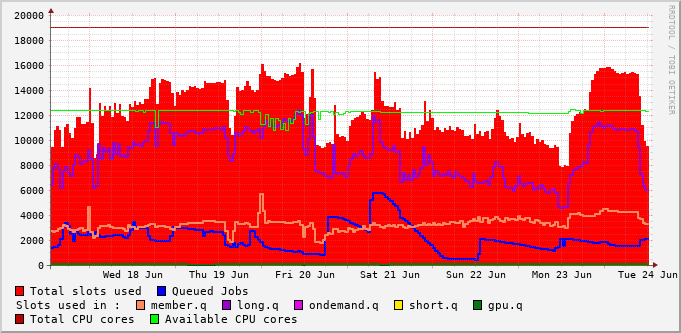 20000
18000
16000
14000
12000
10000
8000
6000
4000
2000
0
Wed 18 Jun Thu 19 Jun Fri 20 Jun Sat 21 Jun Sun 22 Jun Mon 23 Jun Tue 24 Jun
Total slots used Queued Jobs
Slots used in : member.q long.q ondemand.q short.q gpu.q
Total CPU cores Available CPU cores
RRDTOOL / TOBI OETIKER